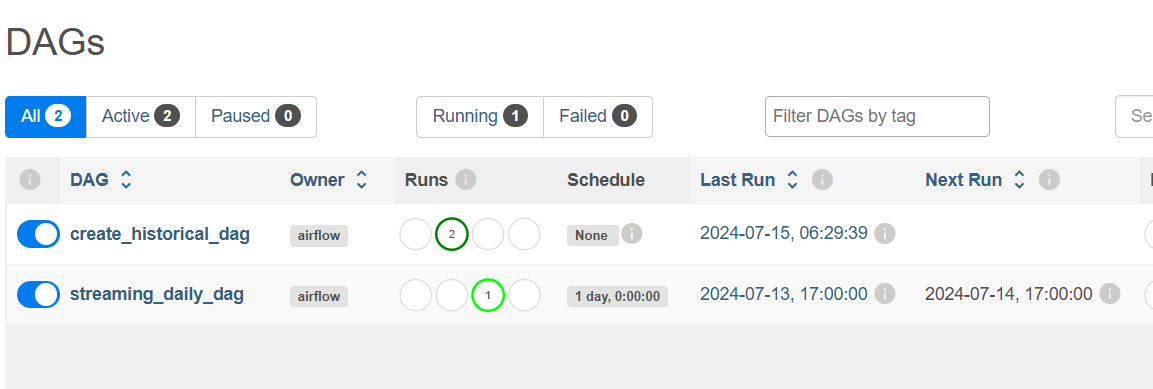 DAGs
All 2 Active 2 Paused 0 Running 1 Failed 0 Filter DAGs by tag Se
i DAG Owner Runs i Schedule Last Run i Next Run i
create_historical_dag airflow 2 None i 2024-07-15, 06:29:39 i
streaming_daily_dag airflow 1 1 day, 0:00:00 2024-07-13, 17:00:00 i 2024-07-14, 17:00:00 i